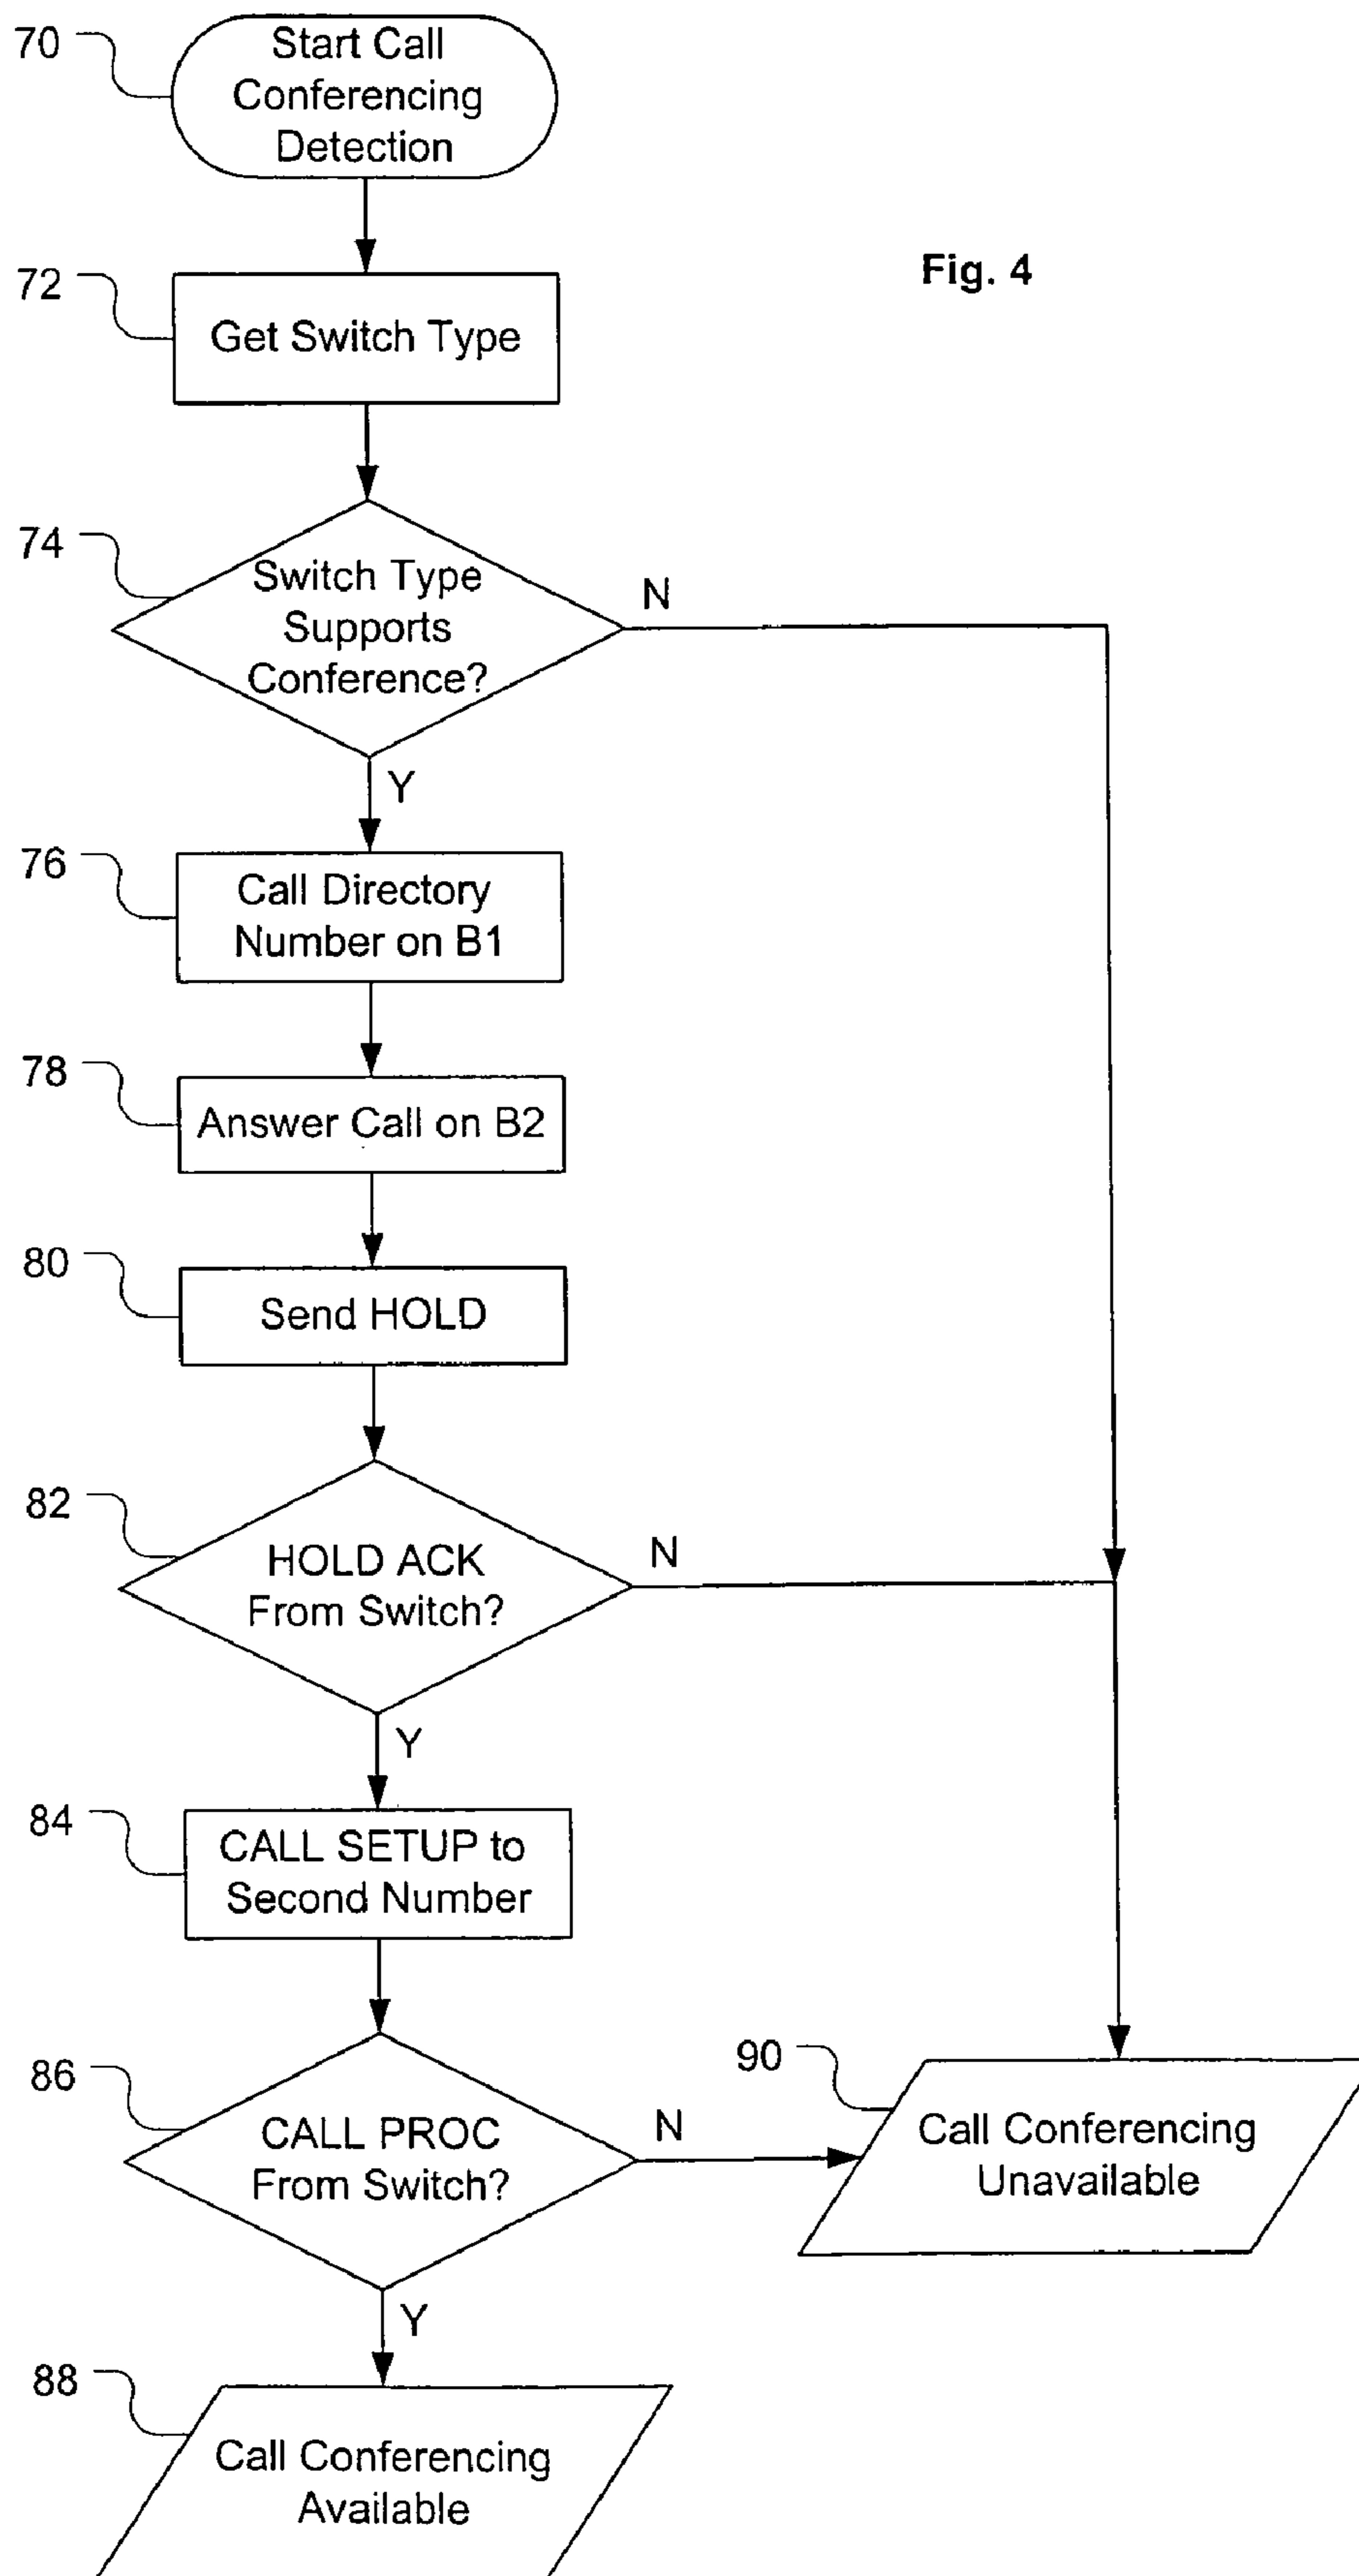 70
Start Call
Conferencing
Detection
72
Get Switch Type
Fig. 4
74
Switch Type
Supports
Conference?
N
Y
76
Call Directory
Number on B1
78
Answer Call on B2
80
Send HOLD
82
HOLD ACK
From Switch?
N
Y
84
CALL SETUP to
Second Number
86
CALL PROC
From Switch?
N
90
Call Conferencing
Unavailable
Y
88
Call Conferencing
Available